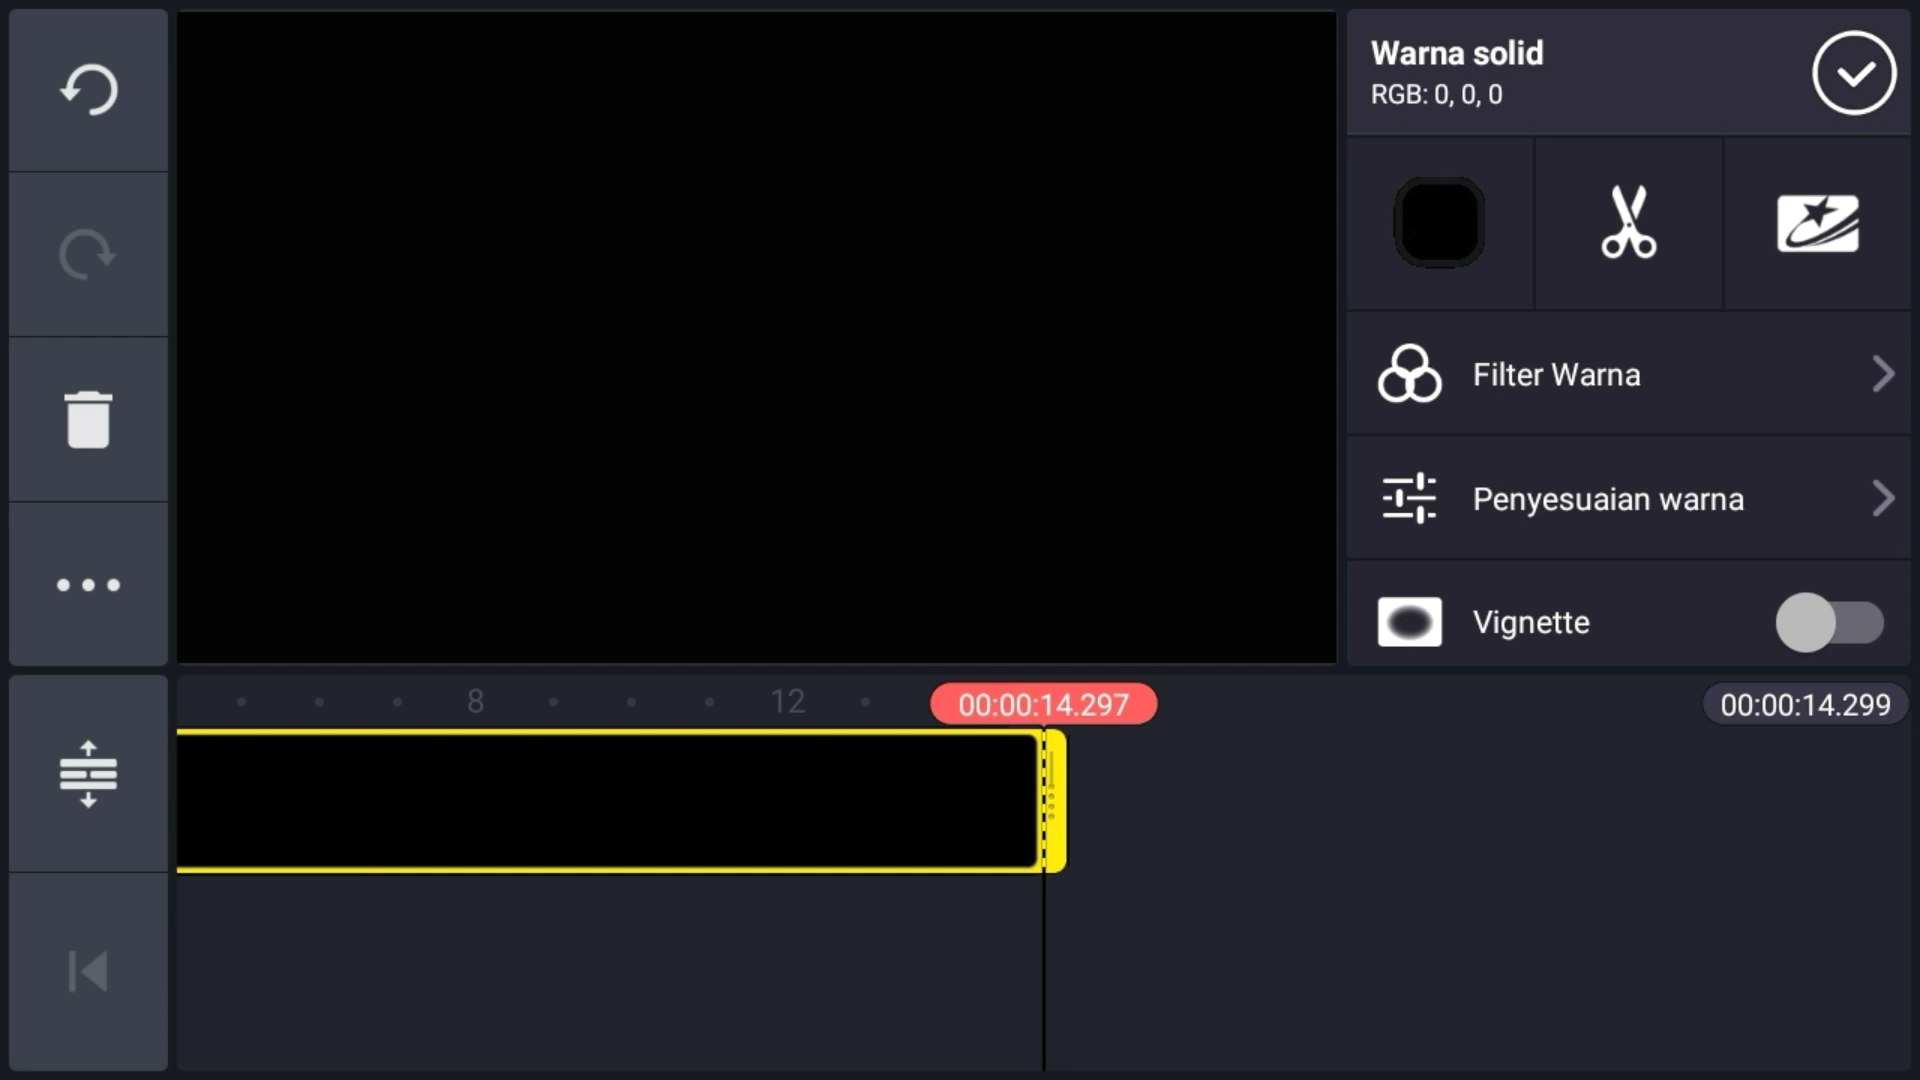 Warna solid
RGB: 0, 0, 0
Filter Warna
Penyesuaian warna
Vignette
8
12
00:00:14.297
00:00:14.299